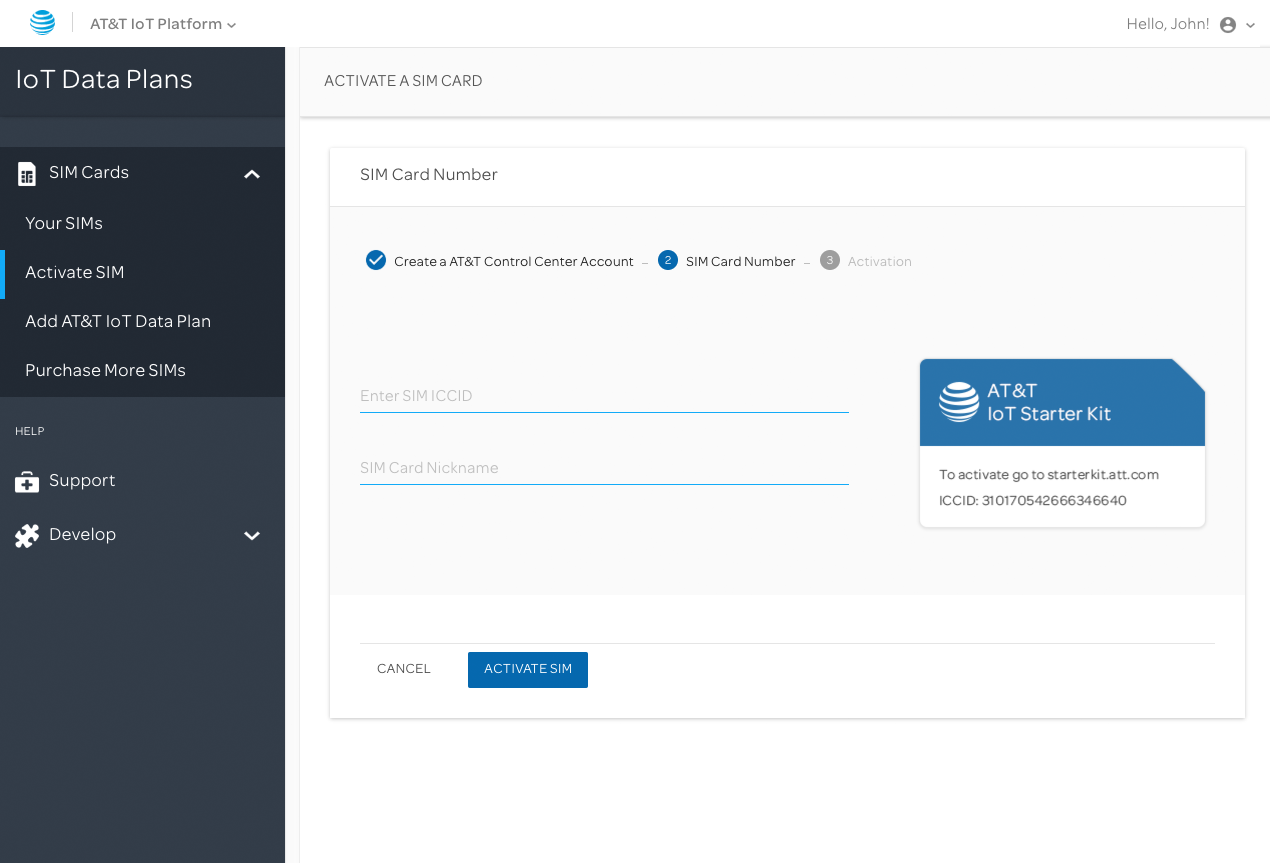 AT&T IoT Platform
Hello, John!
IoT Data Plans
SIM Cards
Your SIMs
Activate SIM
Add AT&T IoT Data Plan
Purchase More SIMs
HELP
Support
Develop
ACTIVATE A SIM CARD
SIM Card Number
Create a AT&T Control Center Account – 2 SIM Card Number – 3 Activation
Enter SIM ICCID
SIM Card Nickname
AT&T
IoT Starter Kit
To activate go to starterkit.att.com
ICCID: 310170542666346640
CANCEL
ACTIVATE SIM